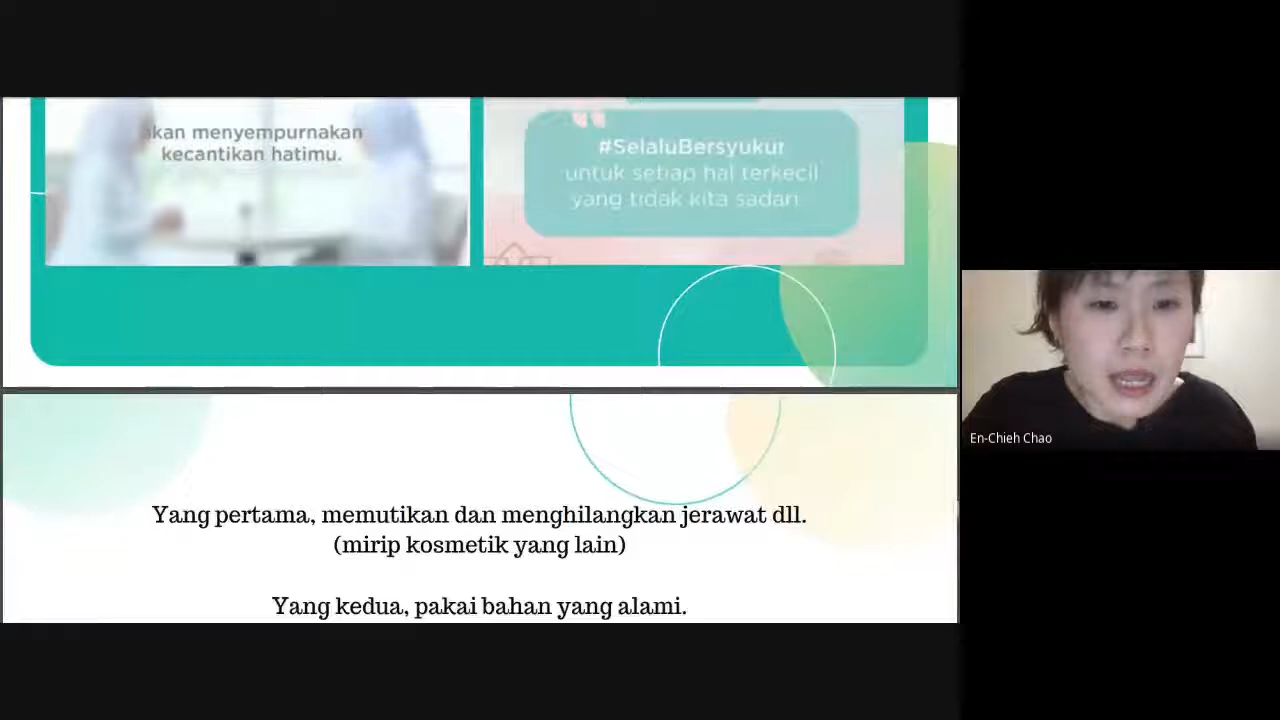 akan menyempurnakan
kecantikan hatimu.
#SelaluBersyukur
untuk setiap hal terkecil
yang tidak kita sadari
Yang pertama, memutikan dan menghilangkan jerawat dll.
(mirip kosmetik yang lain)
Yang kedua, pakai bahan yang alami.
En-Chieh Chao